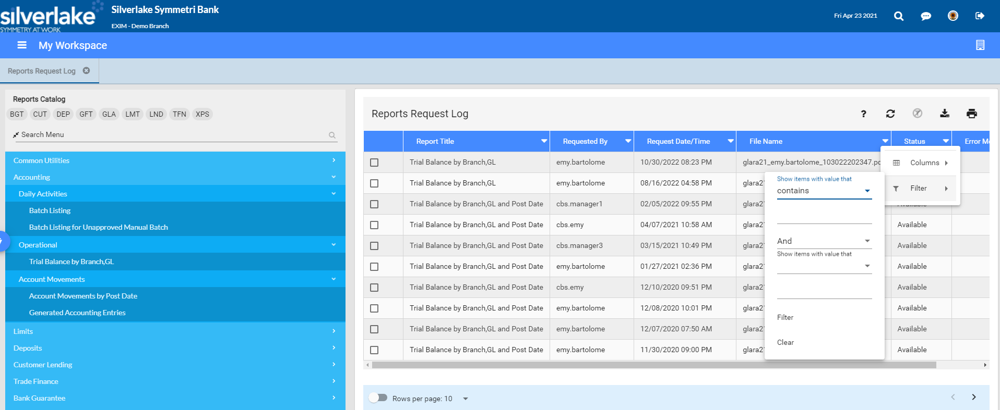 silverlake
SYMMETRY AT WORK
Silverlake Symmetri Bank
EXIM - Demo Branch
Fri Apr 23 2021
My Workspace
Reports Request Log
Reports Catalog
BGT CUT DEP GFT GLA LMT LND TFN XPS
Search Menu
Common Utilities
Accounting
Daily Activities
Batch Listing
Batch Listing for Unapproved Manual Batch
Operational
Trial Balance by Branch,GL
Account Movements
Account Movements by Post Date
Generated Accounting Entries
Limits
Deposits
Customer Lending
Trade Finance
Bank Guarantee
Reports Request Log
?
Report Title Requested By Request Date/Time File Name Status Error M
Trial Balance by Branch,GL emy.bartolome 10/30/2022 08:23 PM glara21_emy.bartolome_103022202347.p
Trial Balance by Branch,GL emy.bartolome 08/16/2022 04:58 PM glara2
Trial Balance by Branch,GL and Post Date cbs.manager1 02/05/2022 09:55 PM glara2 Available
Trial Balance by Branch,GL and Post Date cbs.emy 04/07/2021 10:58 AM glara2 Available
Trial Balance by Branch,GL and Post Date cbs.manager3 03/15/2021 10:49 PM glara2 Available
Trial Balance by Branch,GL and Post Date emy.bartolome 01/27/2021 02:36 PM glara2 Available
Trial Balance by Branch,GL and Post Date cbs.emy 12/10/2020 09:51 PM glara2 Available
Trial Balance by Branch,GL and Post Date emy.bartolome 12/08/2020 10:01 PM glara2 Available
Trial Balance by Branch,GL and Post Date emy.bartolome 12/07/2020 07:50 AM glara2 Available
Trial Balance by Branch,GL and Post Date emy.bartolome 11/30/2020 09:00 PM glara2 Available
Columns
Filter
Show items with value that
contains
And
Show items with value that
Filter
Clear
Rows per page: 10